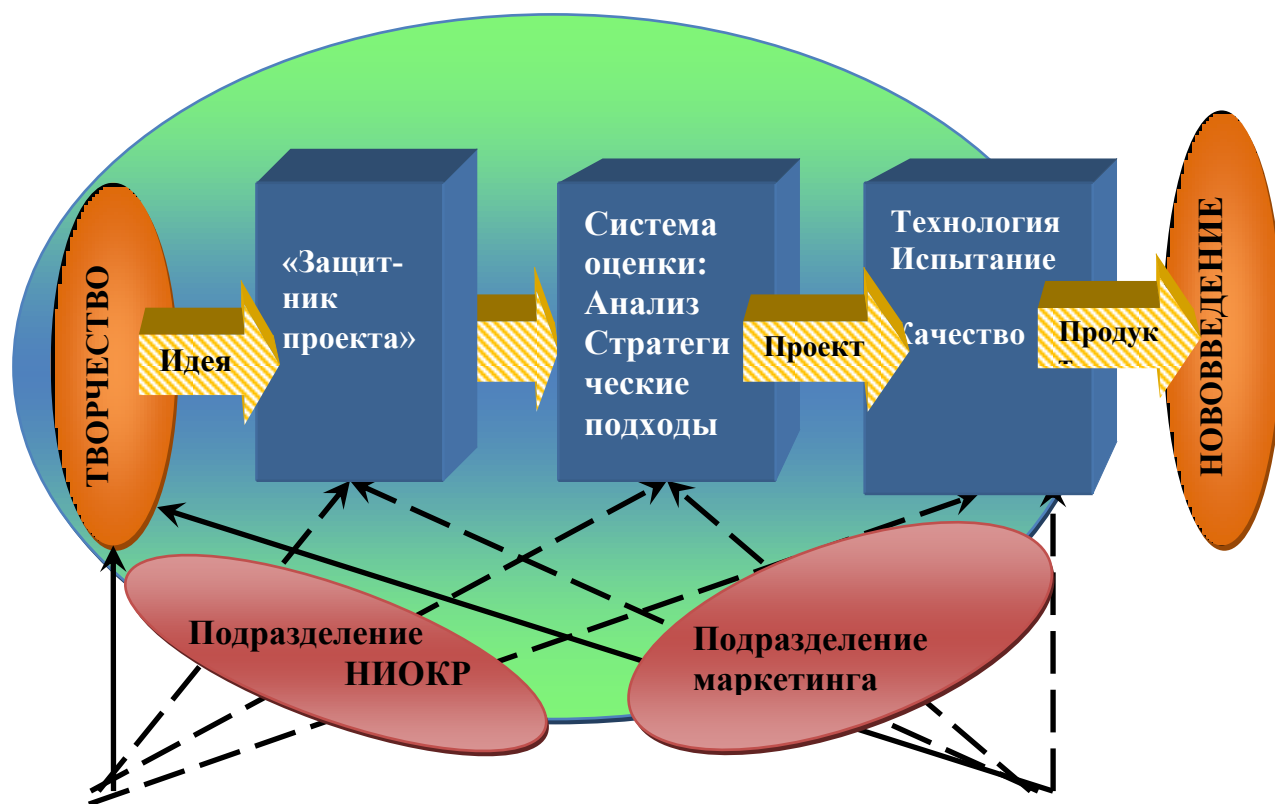 ТВОРЧЕСТВО
Идея
«Защит-
ник
проекта»
Система
оценки:
Анализ
Стратеги
ческие
подходы
Проект
Технология
Испытание
Качество
Продук
НОВОВВЕДЕНИЕ
Подразделение
НИОКР
Подразделение
маркетинга